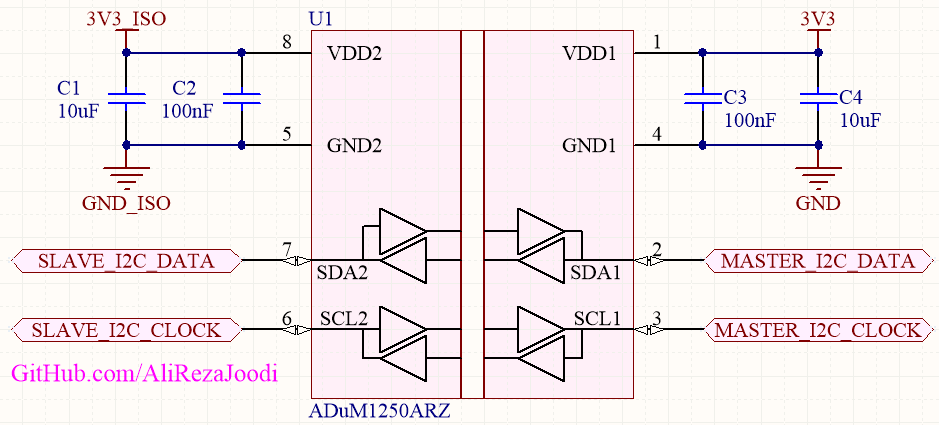 3V3_ISO
U1
3V3
8
VDD2
VDD1
1
C1
10uF
C2
100nF
C3
100nF
C4
10uF
5
GND2
GND1
4
GND_ISO
GND
SLAVE_I2C_DATA
7
SDA2
SDA1
2
MASTER_I2C_DATA
SLAVE_I2C_CLOCK
6
SCL2
SCL1
3
MASTER_I2C_CLOCK
GitHub.com/AliRezaJoodi
ADuM1250ARZ